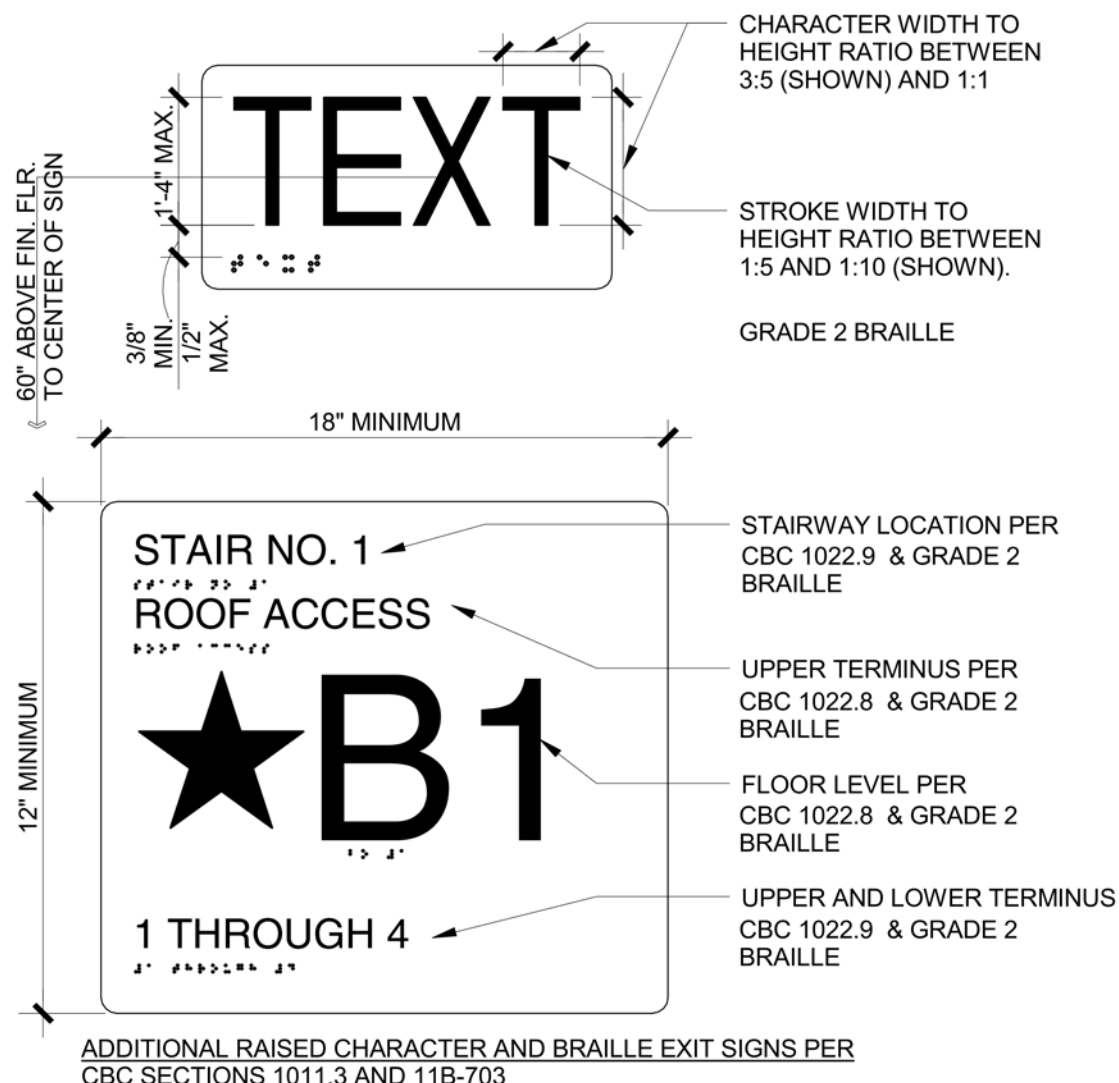 CHARACTER WIDTH TO
HEIGHT RATIO BETWEEN
3:5 (SHOWN) AND 1:1
TEXT
1'-4" MAX.
60" ABOVE FIN. FLR.
TO CENTER OF SIGN
STROKE WIDTH TO
HEIGHT RATIO BETWEEN
1:5 AND 1:10 (SHOWN).
3/8"
MIN.
1/2"
MAX.
GRADE 2 BRAILLE
18" MINIMUM
12" MINIMUM
STAIR NO. 1
STAIRWAY LOCATION PER
CBC 1022.9 & GRADE 2
BRAILLE
ROOF ACCESS
UPPER TERMINUS PER
CBC 1022.8 & GRADE 2
BRAILLE
B1
FLOOR LEVEL PER
CBC 1022.8 & GRADE 2
BRAILLE
1 THROUGH 4
UPPER AND LOWER TERMINUS
CBC 1022.9 & GRADE 2
BRAILLE
ADDITIONAL RAISED CHARACTER AND BRAILLE EXIT SIGNS PER
CBC SECTIONS 1011.3 AND 11B-703